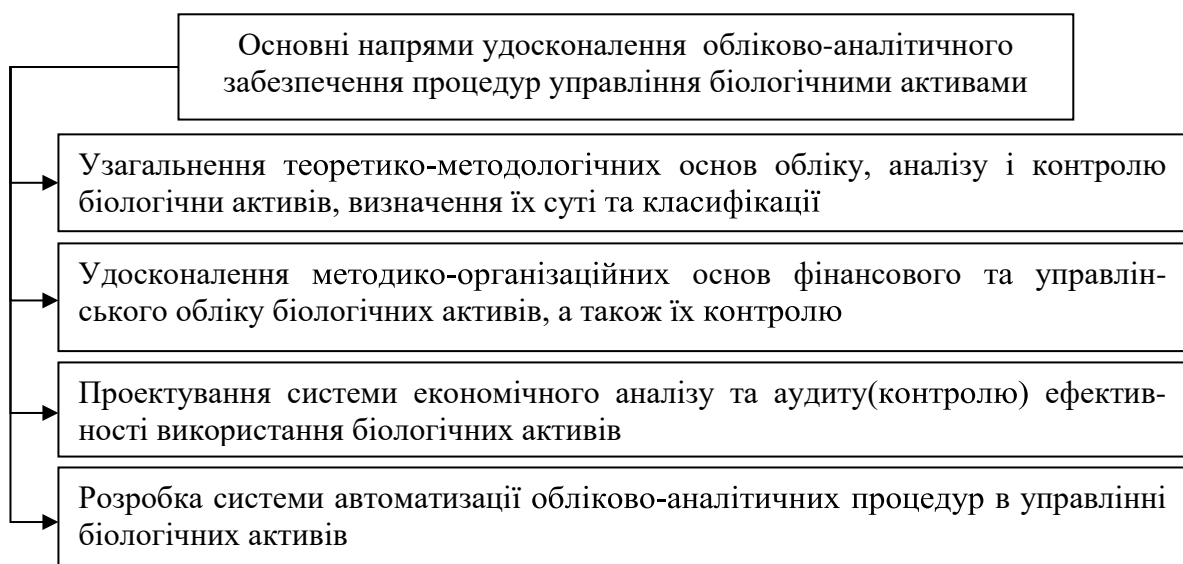 Основні напрями удосконалення обліково-аналітичного
забезпечення процедур управління біологічними активами
Узагальнення теоретико-методологічних основ обліку, аналізу і контролю
біологічни активів, визначення їх суті та класифікації
Удосконалення методико-організаційних основ фінансового та управлін-
ського обліку біологічних активів, а також їх контролю
Проектування системи економічного аналізу та аудиту(контролю) ефектив-
ності використання біологічних активів
Розробка системи автоматизації обліково-аналітичних процедур в управлінні
біологічних активів